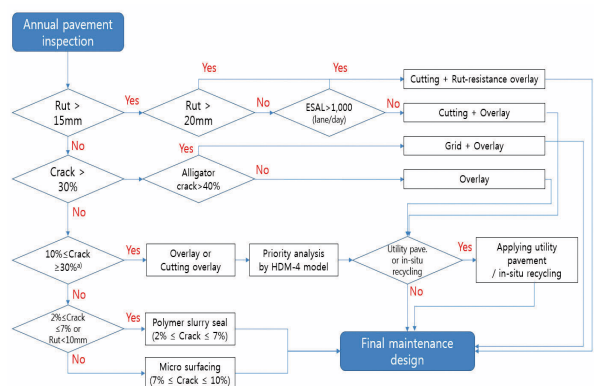 Annual pavement
inspection
Yes
Yes
Cutting + Rut-resistance overlay
Rut >
15mm
Yes
Rut >
20mm
No
ESAL>1,000
(lane/day)
No
Cutting + Overlay
No
Yes
Grid + Overlay
Crack >
30%
Alligator
crack>40%
No
Overlay
No
10%≤Crack
≥30%a)
Yes
Overlay or
Cutting overlay
Priority analysis
by HDM-4 model
Utility pave.
or in-situ
recycling
Yes
Applying utility
pavement
/ in-situ recycling
No
No
2%≤Crack
≤7% or
Rut<10mm
Yes
Polymer slurry seal
(2% ≤ Crack ≤ 7%)
No
Micro surfacing
(7% ≤ Crack ≤ 10%)
Final maintenance
design